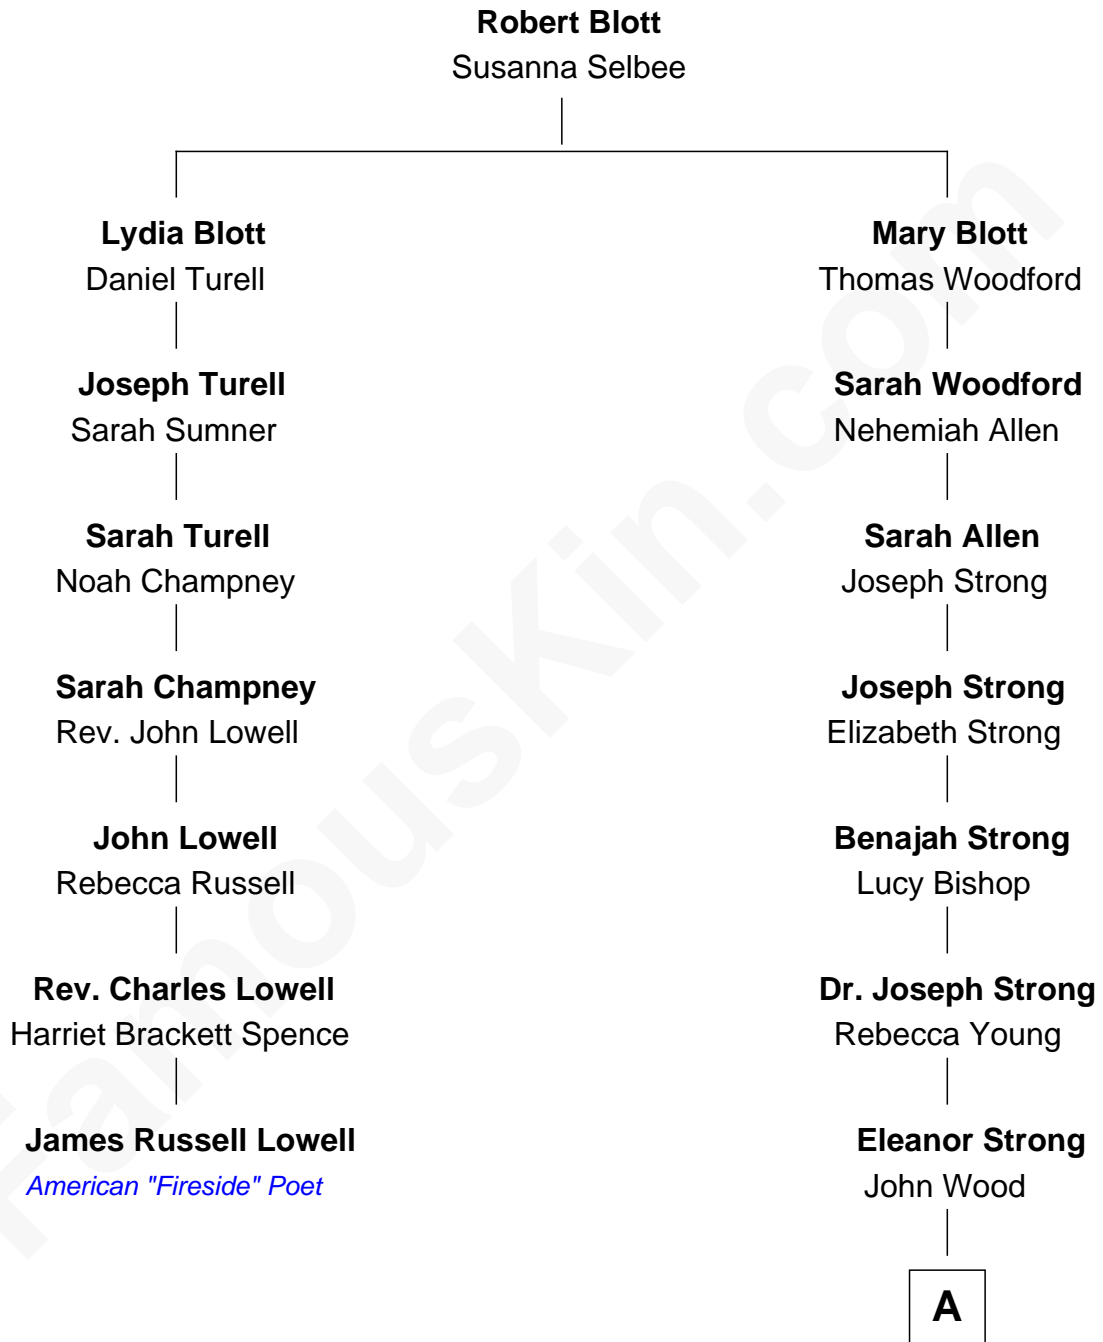 Robert Blott
Susanna Selbee
Lydia Blott
Daniel Turell
Mary Blott
Thomas Woodford
Joseph Turell
Sarah Sumner
Sarah Woodford
Nehemiah Allen
Sarah Turell
Noah Champney
Sarah Allen
Joseph Strong
Sarah Champney
Rev. John Lowell
Joseph Strong
Elizabeth Strong
John Lowell
Rebecca Russell
Benajah Strong
Lucy Bishop
Rev. Charles Lowell
Harriet Brackett Spence
Dr. Joseph Strong
Rebecca Young
James Russell Lowell
American "Fireside" Poet
Eleanor Strong
John Wood
A
FamousKin.com